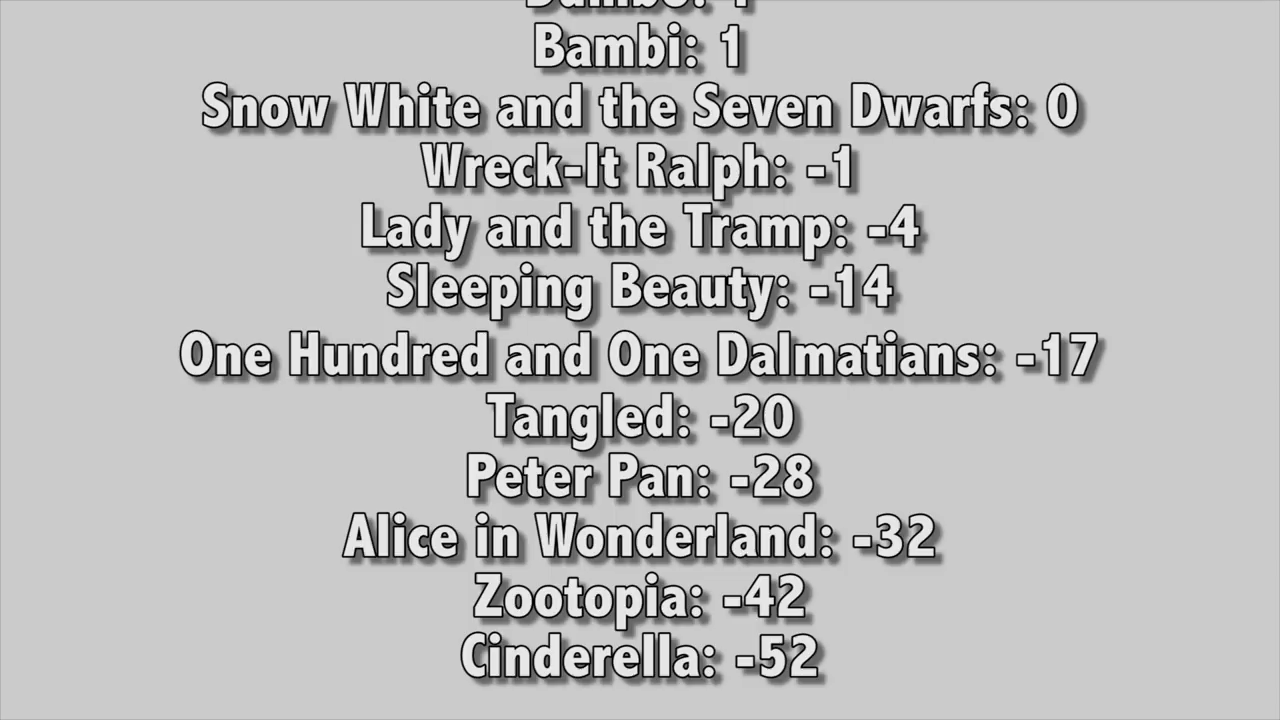 Dumbo: 1
Bambi: 1
Snow White and the Seven Dwarfs: 0
Wreck-It Ralph: -1
Lady and the Tramp: -4
Sleeping Beauty: -14
One Hundred and One Dalmatians: -17
Tangled: -20
Peter Pan: -28
Alice in Wonderland: -32
Zootopia: -42
Cinderella: -52